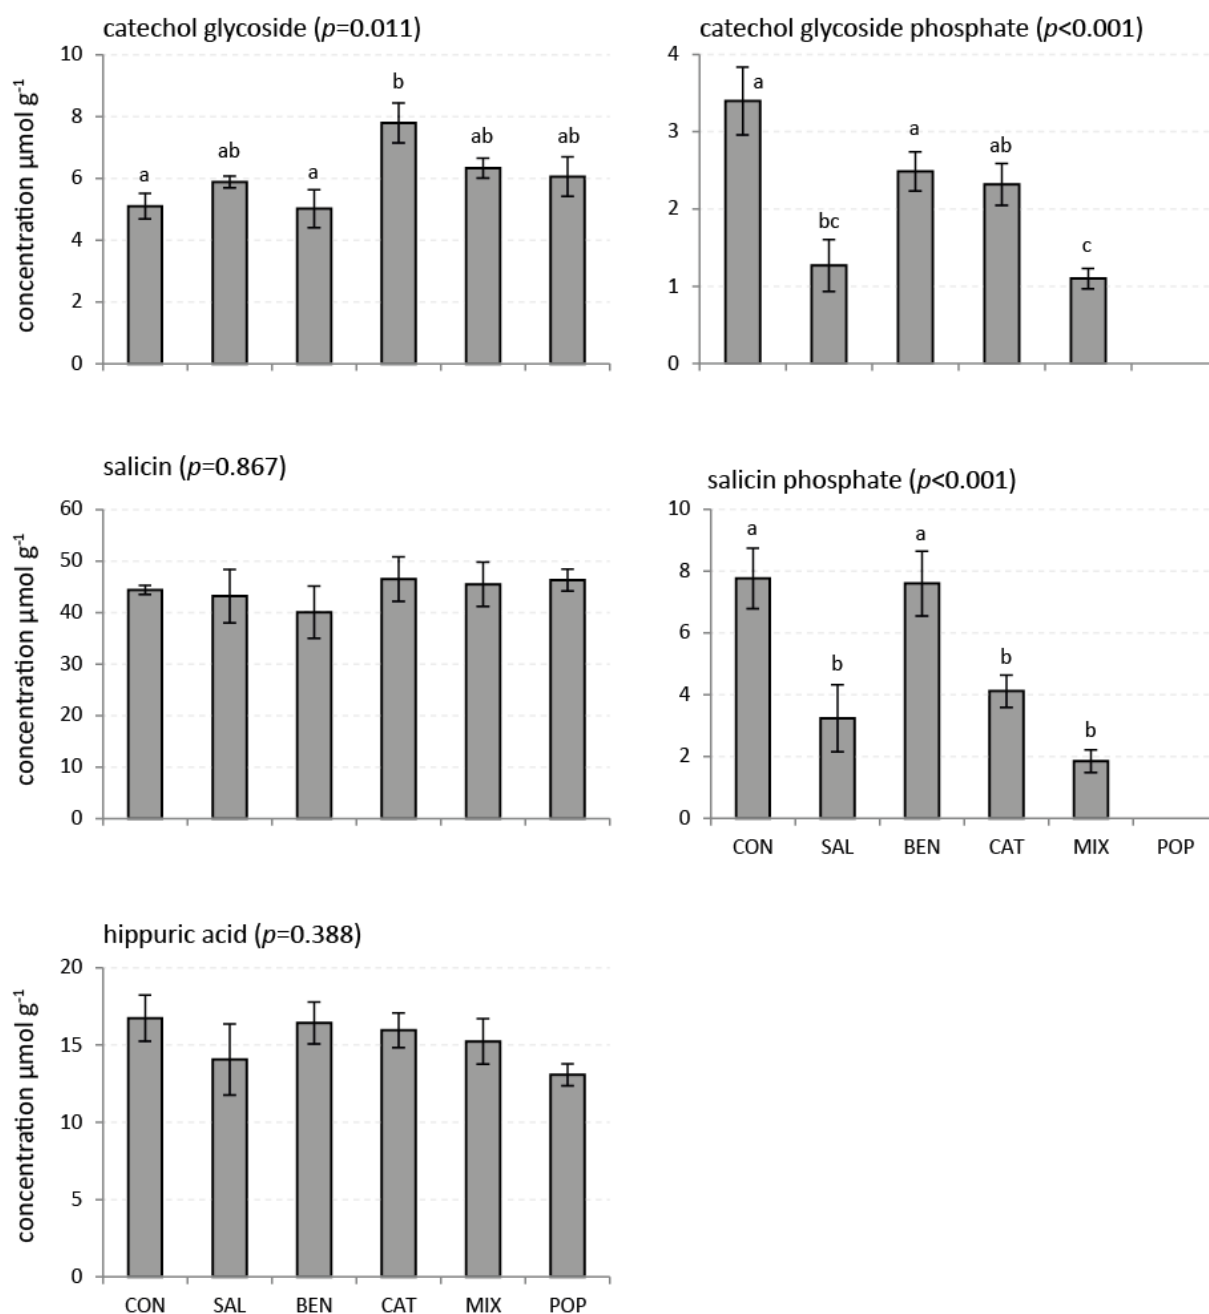 catechol glycoside (p=0.011)
concentration µmol g⁻¹
10
8
6
4
2
0
a
ab
a
b
ab
ab
catechol glycoside phosphate (p<0.001)
4
3
2
1
0
a
bc
a
ab
c
salicin (p=0.867)
concentration µmol g⁻¹
60
50
40
30
20
10
0
salicin phosphate (p<0.001)
10
8
6
4
2
0
a
b
a
b
b
CON SAL BEN CAT MIX POP
hippuric acid (p=0.388)
concentration µmol g⁻¹
20
15
10
5
0
CON SAL BEN CAT MIX POP